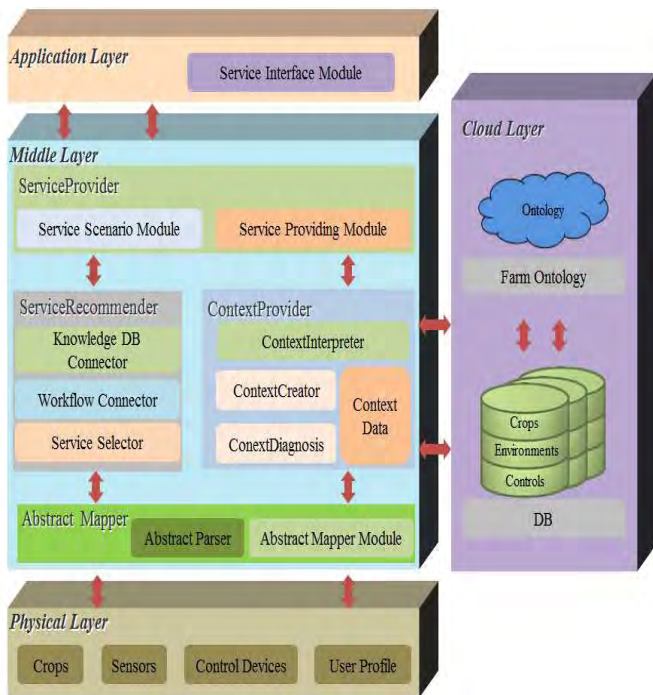 Application Layer
Service Interface Module
Middle Layer
ServiceProvider
Service Scenario Module
Service Providing Module
ServiceRecommender
Knowledge DB
Connector
Workflow Connector
Service Selector
ContextProvider
ContextInterpreter
ContextCreator
ConextDiagnosis
Context
Data
Abstract Mapper
Abstract Parser
Abstract Mapper Module
Physical Layer
Crops
Sensors
Control Devices
User Profile
Cloud Layer
Ontology
Farm Ontology
Crops
Environments
Controls
DB